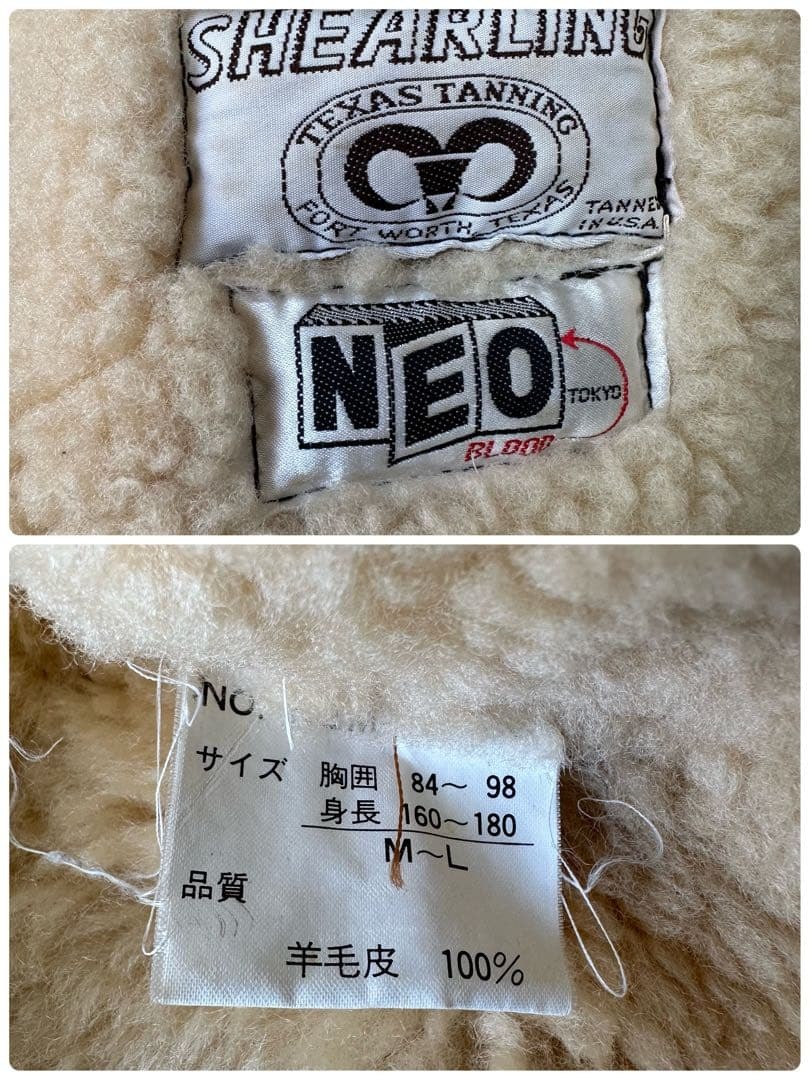 SHEARLING
TEXAS TANNING
FORT WORTH, TEXAS
TANNED
IN U.S.A.
NEO
TOKYO
BLOOD
NO.
サイズ 胸囲 84～ 98
身長 160～180
M～L
品質
羊毛皮 100%